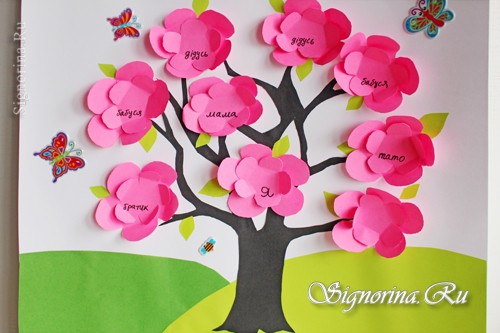 Signorina.Ru
дідусь
дідусь
бабуся
бабуся
мама
тато
Я
братик
Signorina.Ru